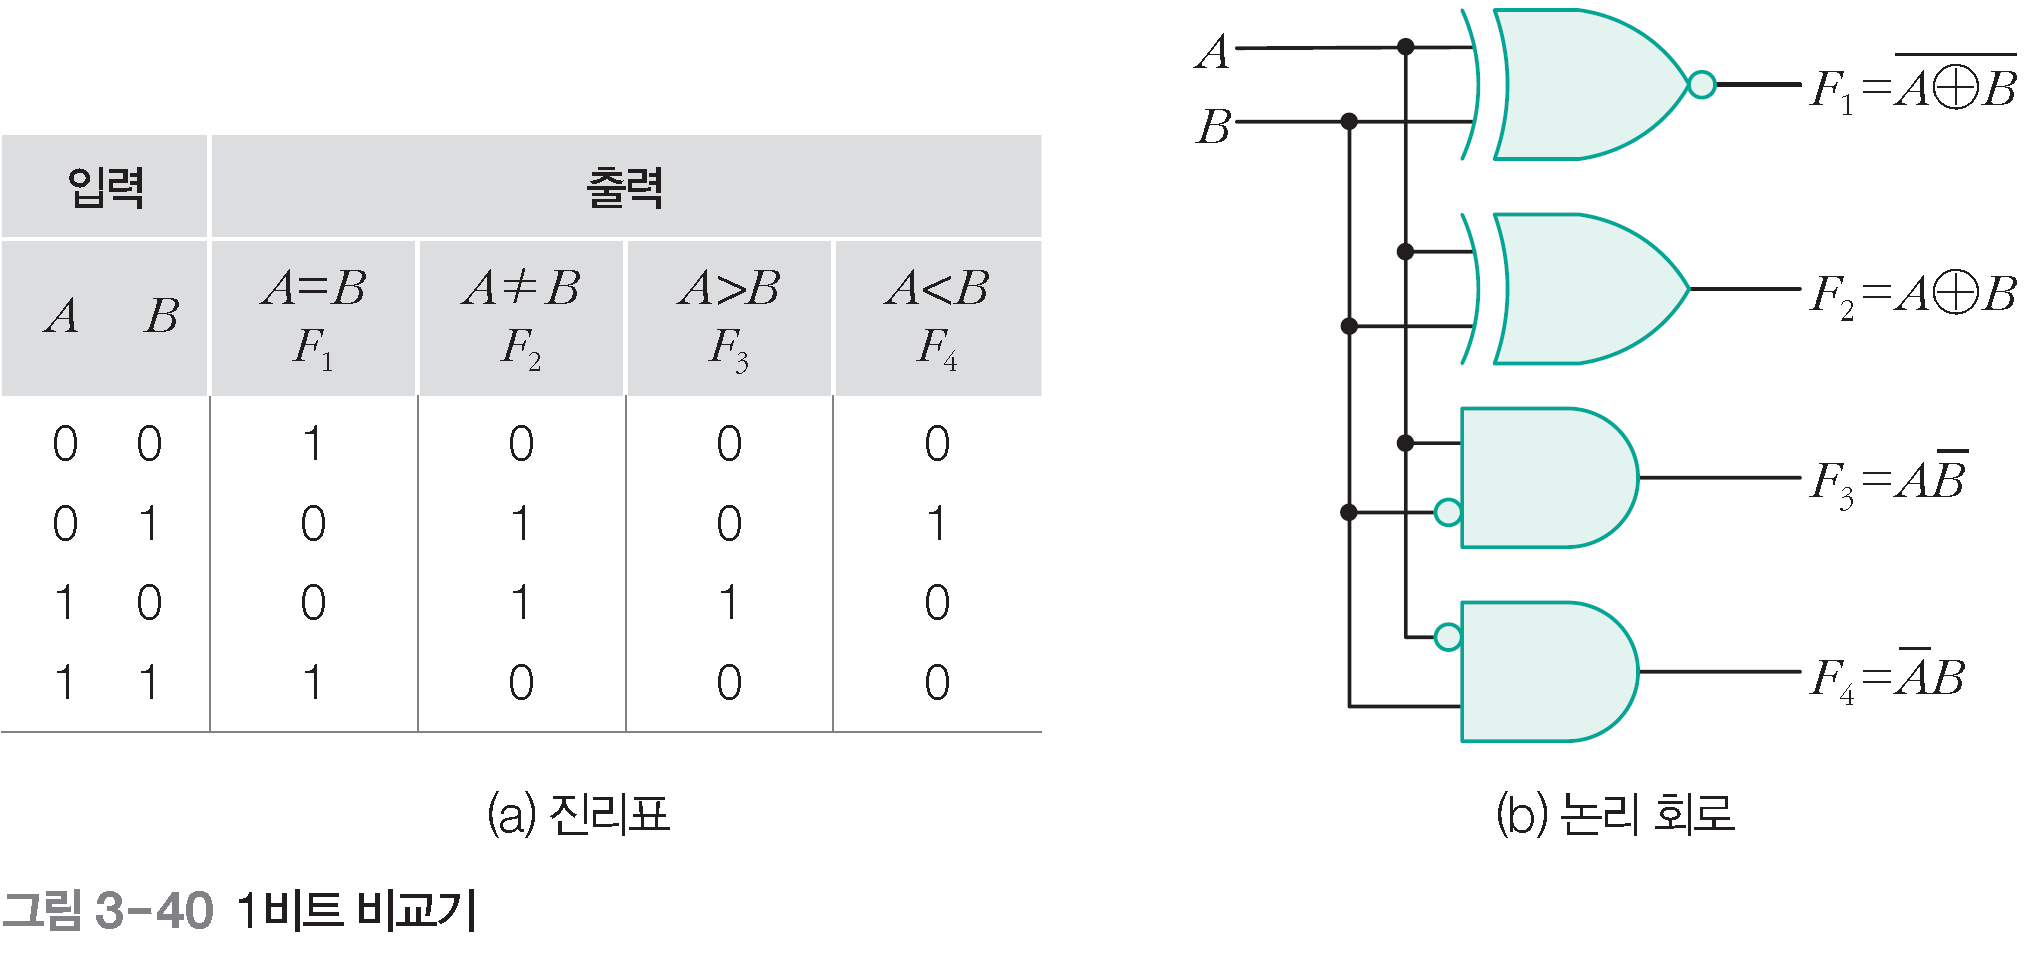 입력 출력
A B A=B F₁ A≠B F₂ A>B F₃ A<B F₄
0 0 1 0 0 0
0 1 0 1 0 1
1 0 0 1 1 0
1 1 1 0 0 0
(a) 진리표
A
B
F₁=A⊕B̅
F₂=A⊕B
F₃=AB̅
F₄=A̅B
(b) 논리 회로
그림 3-40 1비트 비교기